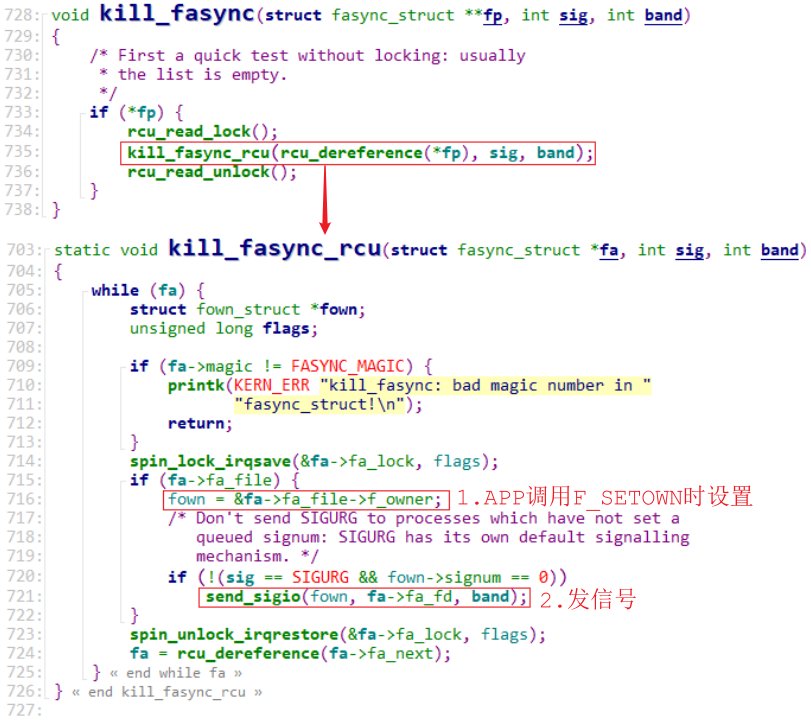 728: void kill_fasync(struct fasync_struct **fp, int sig, int band)
729: {
730: /* First a quick test without locking: usually
731: * the list is empty.
732: */
733: if (*fp) {
734: rcu_read_lock();
735: kill_fasync_rcu(rcu_dereference(*fp), sig, band);
736: rcu_read_unlock();
737: }
738: }
703: static void kill_fasync_rcu(struct fasync_struct *fa, int sig, int band)
704: {
705: while (fa) {
706: struct fown_struct *fown;
707: unsigned long flags;
708:
709: if (fa->magic != FASYNC_MAGIC) {
710: printk(KERN_ERR "kill_fasync: bad magic number in "
711: "fasync_struct!\n");
712: return;
713: }
714: spin_lock_irqsave(&fa->fa_lock, flags);
715: if (fa->fa_file) {
716: fown = &fa->fa_file->f_owner; 1.APP调用F_SETOWN时设置
717: /* Don't send SIGURG to processes which have not set a
718: queued signum: SIGURG has its own default signalling
719: mechanism. */
720: if (!(sig == SIGURG && fown->signum == 0))
721: send_sigio(fown, fa->fa_fd, band); 2.发信号
722: }
723: spin_unlock_irqrestore(&fa->fa_lock, flags);
724: fa = rcu_dereference(fa->fa_next);
725: } « end while fa »
726: } « end kill_fasync_rcu »
727: